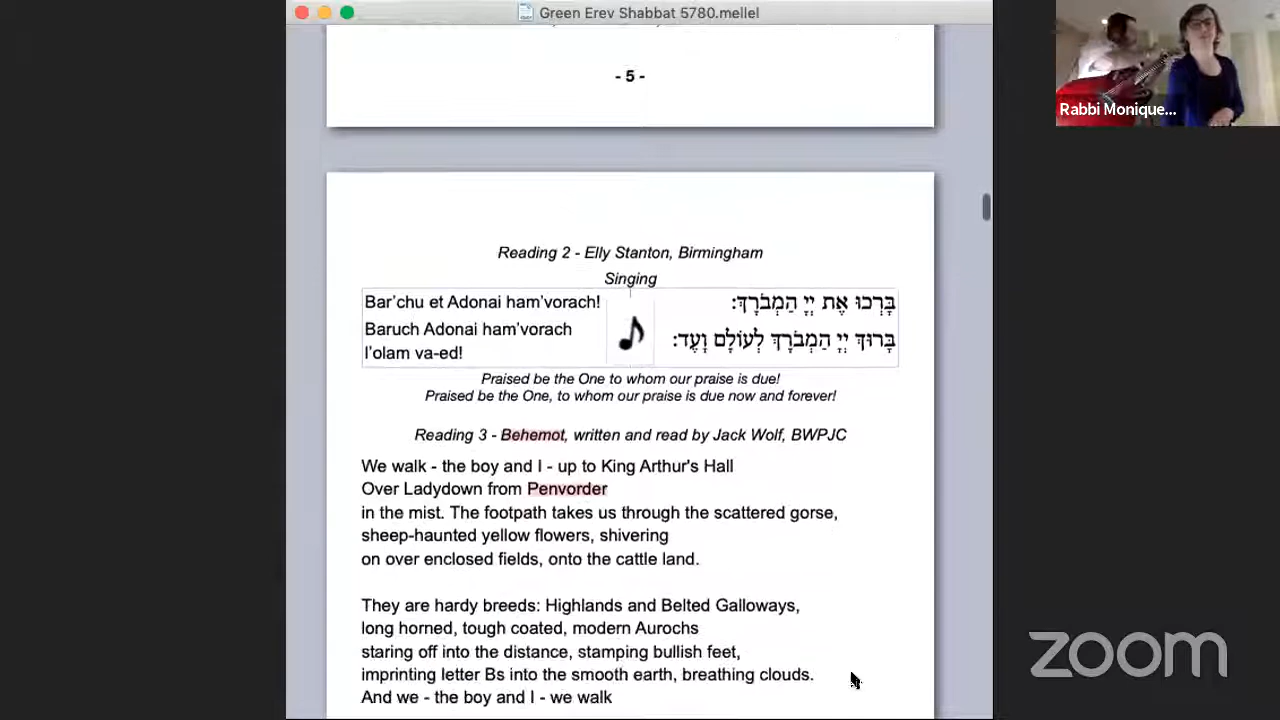 Green Erev Shabbat 5780.mellel
- 5 -
Rabbi Monique...
Reading 2 - Elly Stanton, Birmingham
Singing
Bar’chu et Adonai ham’vorach!
Baruch Adonai ham’vorach
l’olam va-ed!
בָּרְכוּ אֶת יְיָ הַמְבֹרָךְ:
בָּרוּךְ יְיָ הַמְבֹרָךְ לְעוֹלָם וָעֶד:
Praised be the One to whom our praise is due!
Praised be the One, to whom our praise is due now and forever!
Reading 3 - Behemot, written and read by Jack Wolf, BWPJC
We walk - the boy and I - up to King Arthur's Hall
Over Ladydown from Penvorder
in the mist. The footpath takes us through the scattered gorse,
sheep-haunted yellow flowers, shivering
on over enclosed fields, onto the cattle land.
They are hardy breeds: Highlands and Belted Galloways,
long horned, tough coated, modern Aurochs
staring off into the distance, stamping bullish feet,
imprinting letter Bs into the smooth earth, breathing clouds.
And we - the boy and I - we walk
zoom